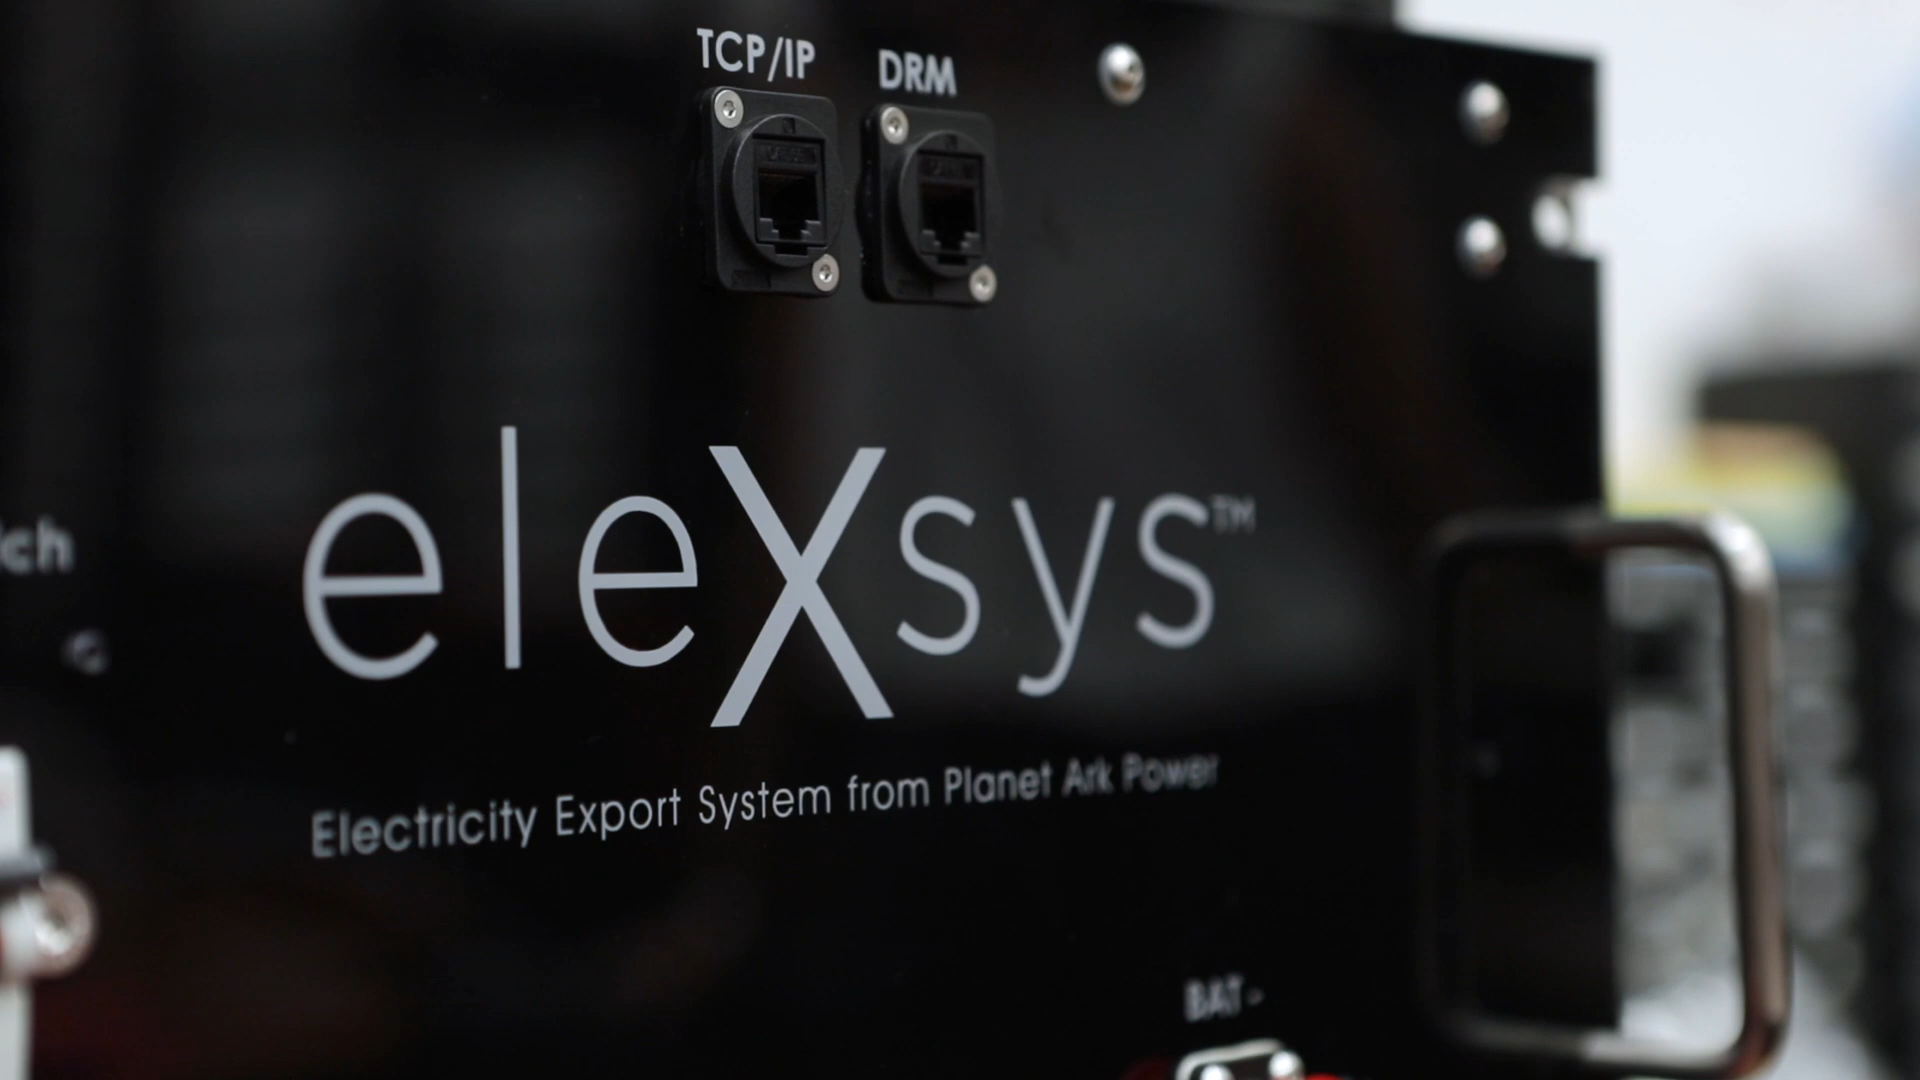 TCP/IP DRM
eleXsys™
Electricity Export System from Planet Ark Power
BAT-